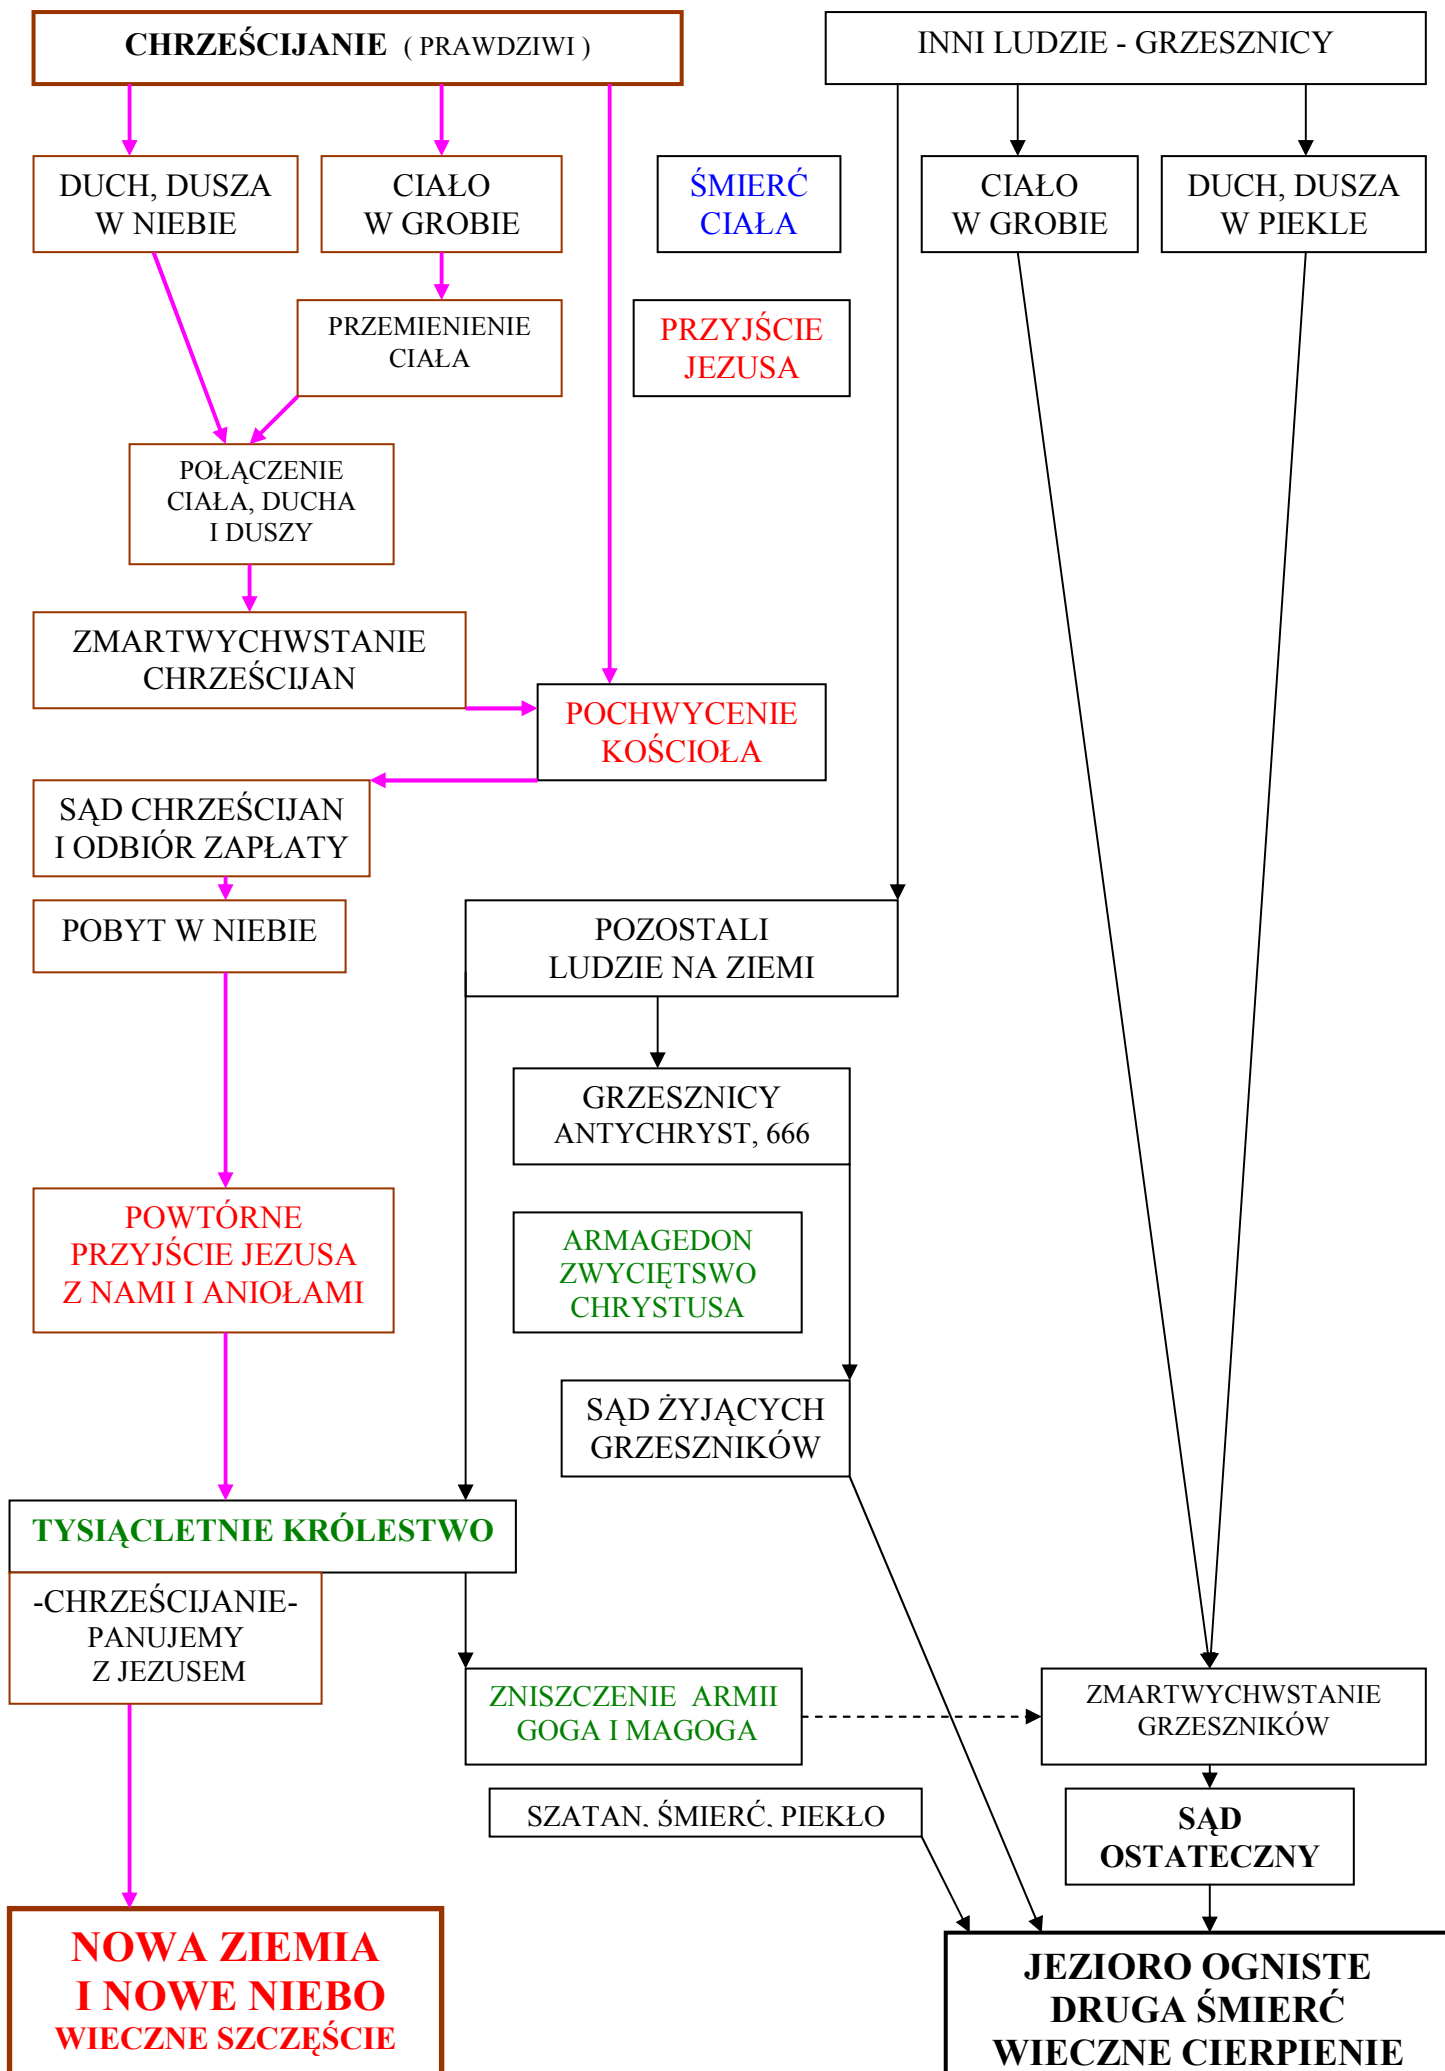 CHRZEŚCIJANIE ( PRAWDZIWI )
INNI LUDZIE - GRZESZNICY
DUCH, DUSZA
W NIEBIE
CIAŁO
W GROBIE
ŚMIERĆ
CIAŁA
CIAŁO
W GROBIE
DUCH, DUSZA
W PIEKLE
PRZEMIENIENIE
CIAŁA
PRZYJŚCIE
JEZUSA
POŁĄCZENIE
CIAŁA, DUCHA
I DUSZY
ZMARTWYCHWSTANIE
CHRZEŚCIJAN
POCHWYCENIE
KOŚCIOŁA
SĄD CHRZEŚCIJAN
I ODBIÓR ZAPŁATY
POBYT W NIEBIE
POZOSTALI
LUDZIE NA ZIEMI
GRZESZNICY
ANTYCHRYST, 666
POWTÓRNE
PRZYJŚCIE JEZUSA
Z NAMI I ANIOŁAMI
ARMAGEDON
ZWYCIĘTSWO
CHRYSTUSA
SĄD ŻYJĄCYCH
GRZESZNIKÓW
TYSIĄCLETNIE KRÓLESTWO
-CHRZEŚCIJANIE-
PANUJEMY
Z JEZUSEM
ZNISZCZENIE ARMII
GOGA I MAGOGA
ZMARTWYCHWSTANIE
GRZESZNIKÓW
SZATAN, ŚMIERĆ, PIEKŁO
SĄD
OSTATECZNY
NOWA ZIEMIA
I NOWE NIEBO
WIECZNE SZCZĘŚCIE
JEZIORO OGNISTE
DRUGA ŚMIERĆ
WIECZNE CIERPIENIE